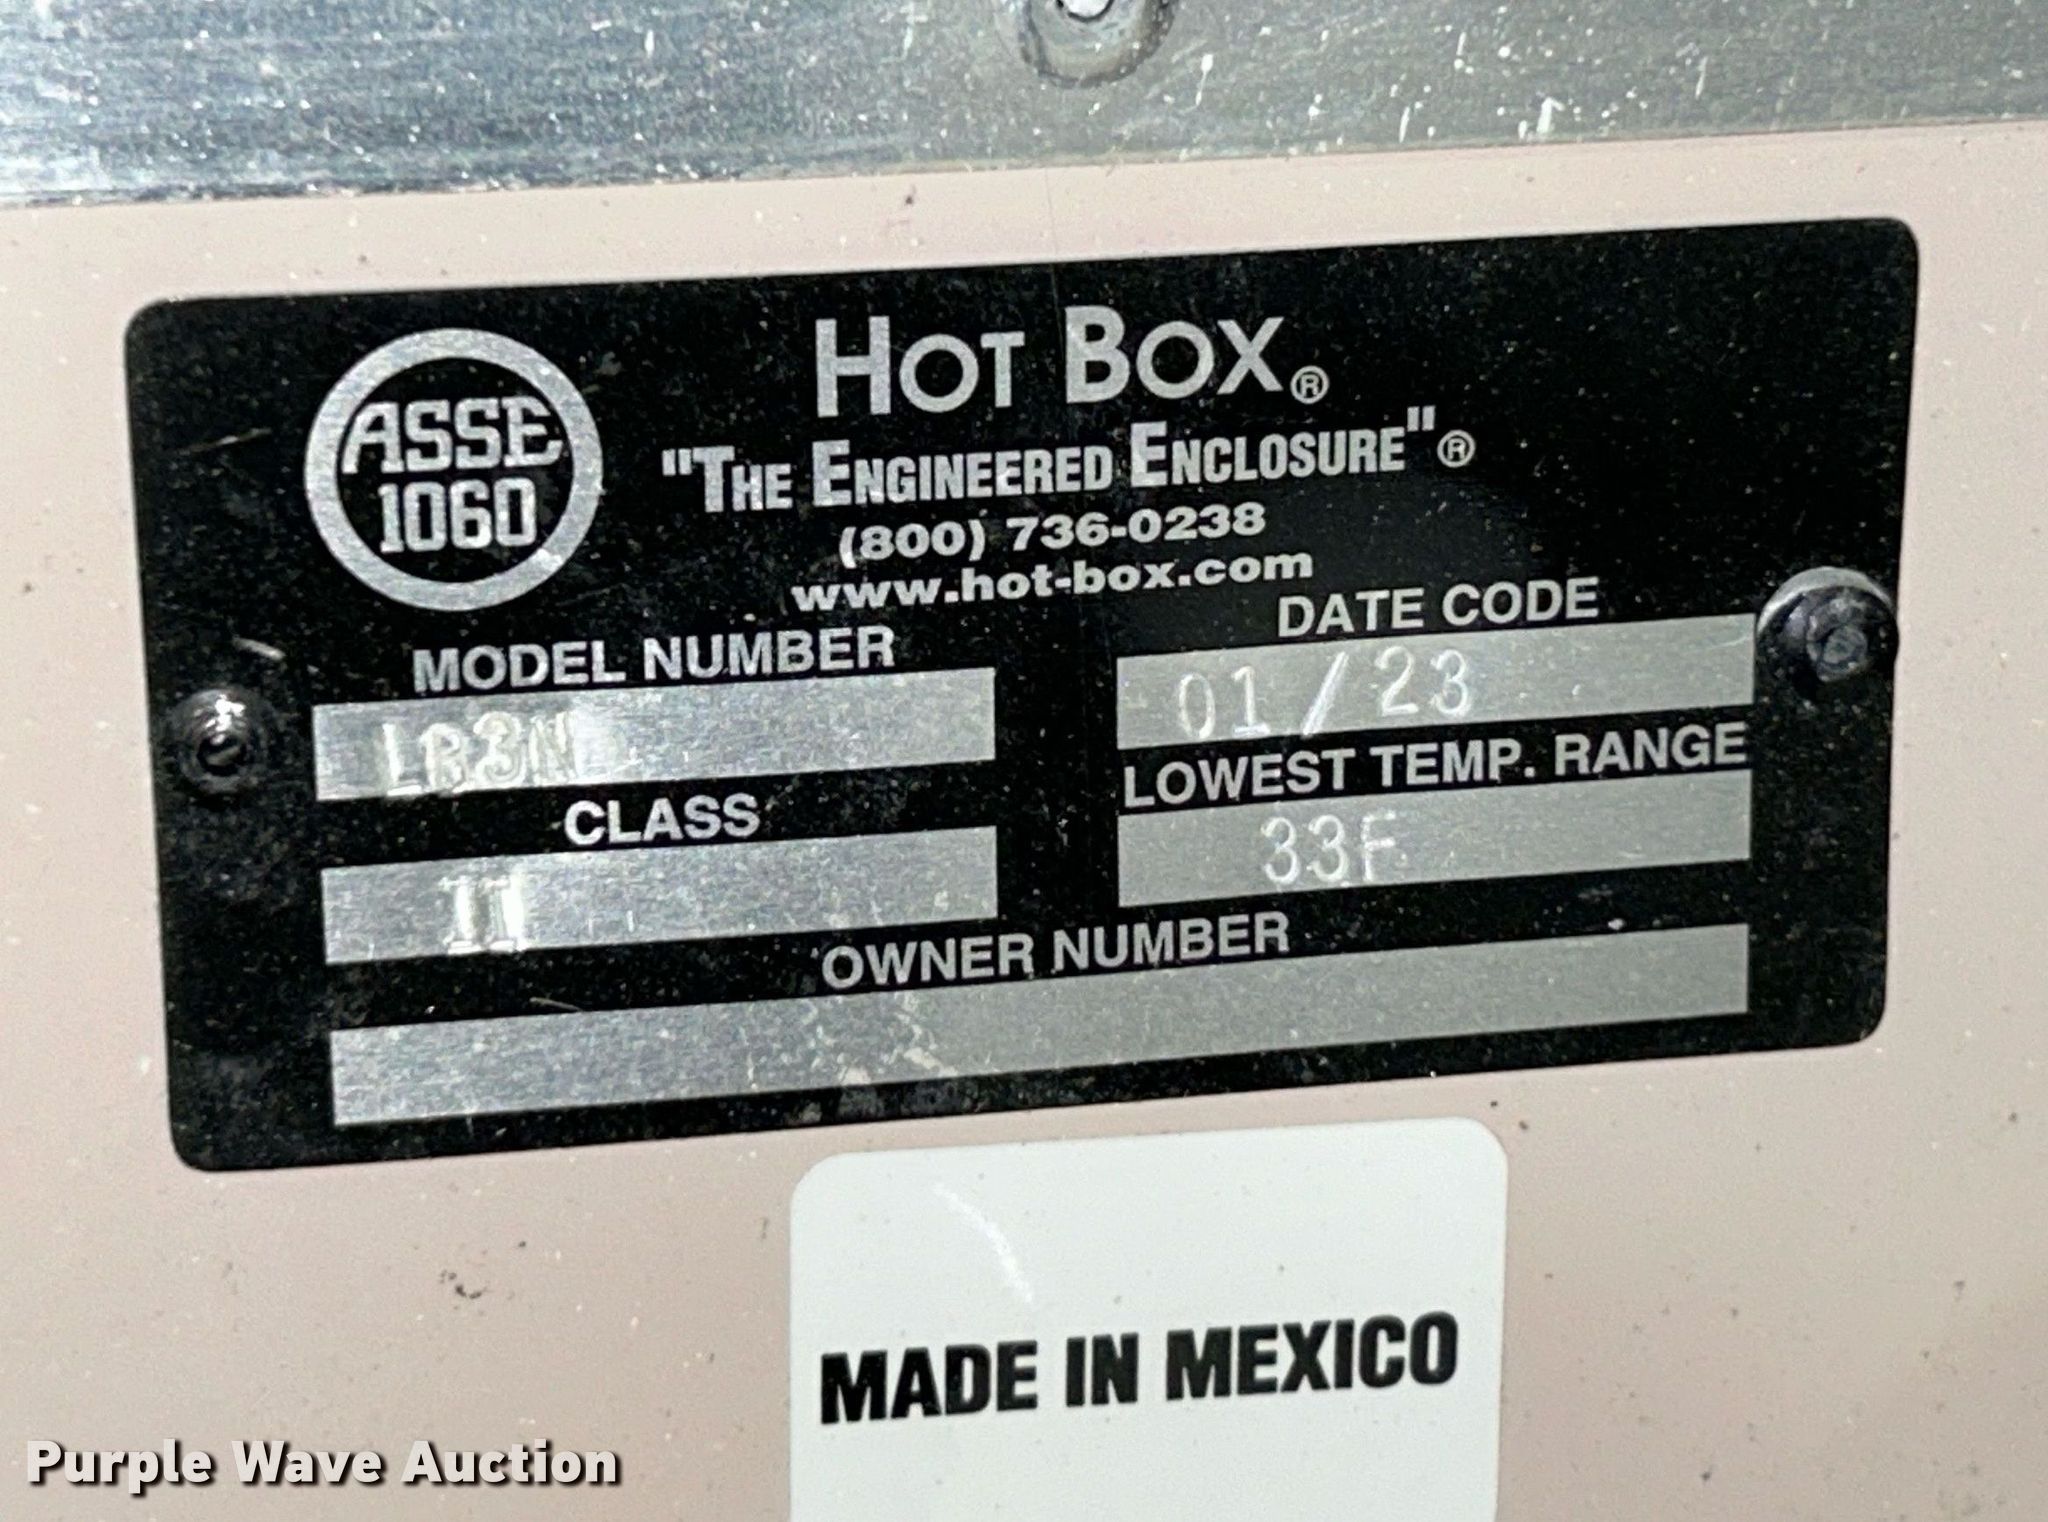 ASSE
1060
HOT BOX®
"THE ENGINEERED ENCLOSURE"®
(800) 736-0238
www.hot-box.com
MODEL NUMBER
LR3N
DATE CODE
01/23
CLASS
II
LOWEST TEMP. RANGE
33F
OWNER NUMBER
MADE IN MEXICO
Purple Wave Auction